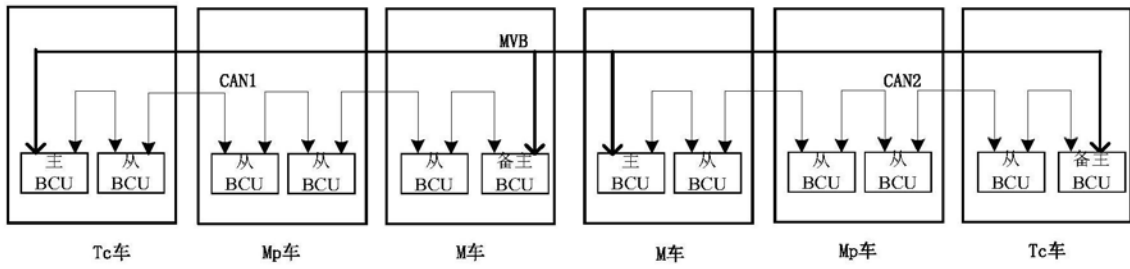 MVB
CAN1
CAN2
主 从 从 从 从 备主 主 从 从 从 从 备主
BCU BCU BCU BCU BCU BCU BCU BCU BCU BCU BCU BCU
Tc车 Mp车 M车 M车 Mp车 Tc车